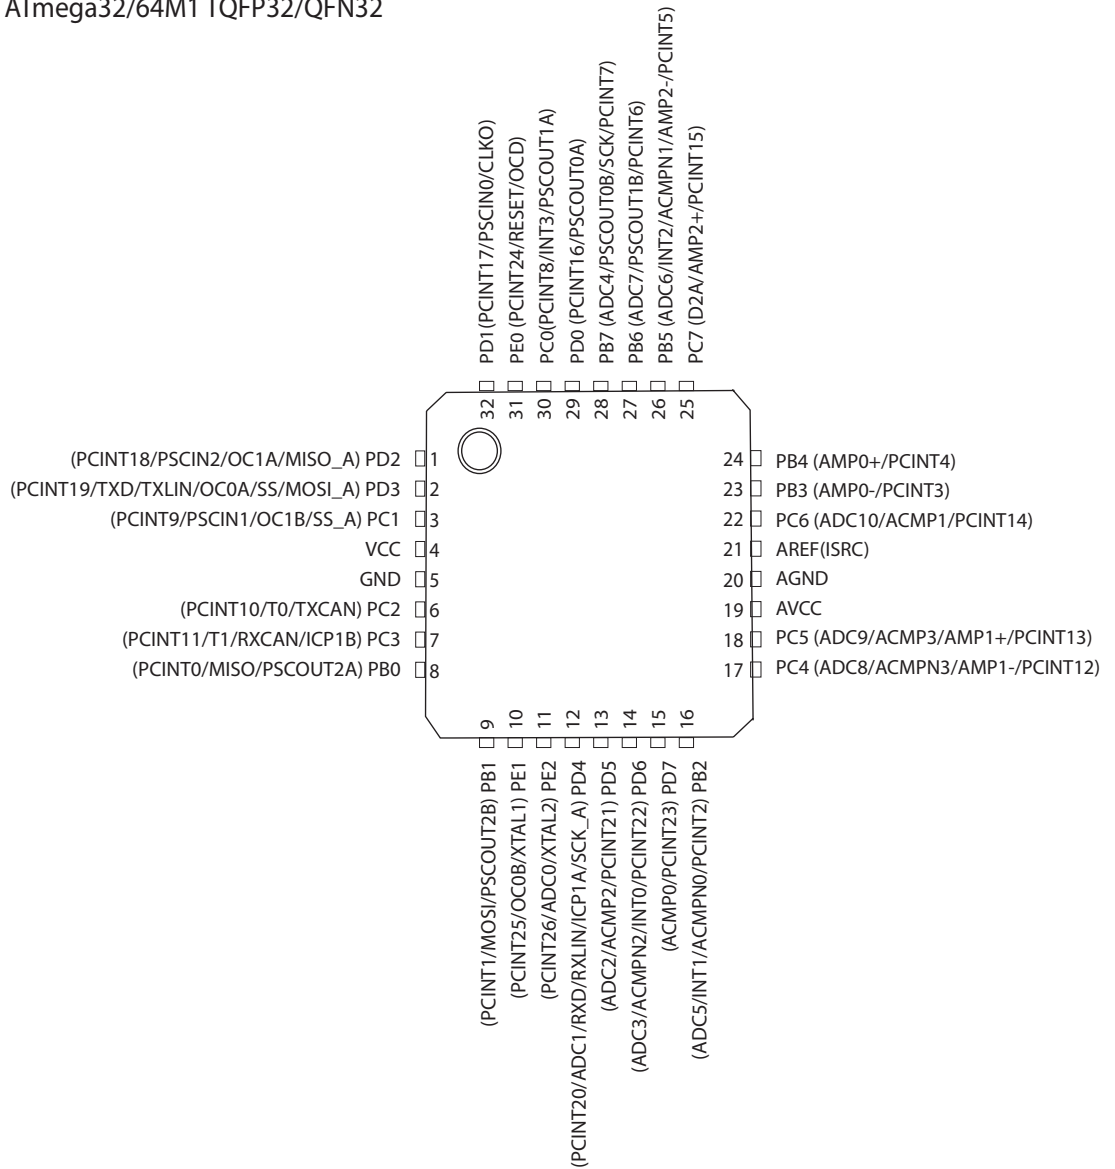 ATmega32/64M1 TQFP32/QFN32
PD1(PCINT17/PSCIN0/CLKO)
PE0 (PCINT24/RESET/OCD)
PC0(PCINT8/INT3/PSCOUT1A)
PD0 (PCINT16/PSCOUT0A)
PB7 (ADC4/PSCOUT0B/SCK/PCINT7)
PB6 (ADC7/PSCOUT1B/PCINT6)
PB5 (ADC6/INT2/ACMPN1/AMP2-/PCINT5)
PC7 (D2A/AMP2+/PCINT15)
32
31
30
29
28
27
26
25
(PCINT18/PSCIN2/OC1A/MISO_A) PD2 1
(PCINT19/TXD/TXLIN/OC0A/SS/MOSI_A) PD3 2
(PCINT9/PSCIN1/OC1B/SS_A) PC1 3
VCC 4
GND 5
(PCINT10/T0/TXCAN) PC2 6
(PCINT11/T1/RXCAN/ICP1B) PC3 7
(PCINT0/MISO/PSCOUT2A) PB0 8
24 PB4 (AMP0+/PCINT4)
23 PB3 (AMP0-/PCINT3)
22 PC6 (ADC10/ACMP1/PCINT14)
21 AREF(ISRC)
20 AGND
19 AVCC
18 PC5 (ADC9/ACMP3/AMP1+/PCINT13)
17 PC4 (ADC8/ACMPN3/AMP1-/PCINT12)
9
10
11
12
13
14
15
16
(PCINT1/MOSI/PSCOUT2B) PB1
(PCINT25/OC0B/XTAL1) PE1
(PCINT26/ADC0/XTAL2) PE2
(PCINT20/ADC1/RXD/RXLIN/ICP1A/SCK_A) PD4
(ADC2/ACMP2/PCINT21) PD5
(ADC3/ACMPN2/INT0/PCINT22) PD6
(ACMP0/PCINT23) PD7
(ADC5/INT1/ACMPN0/PCINT2) PB2